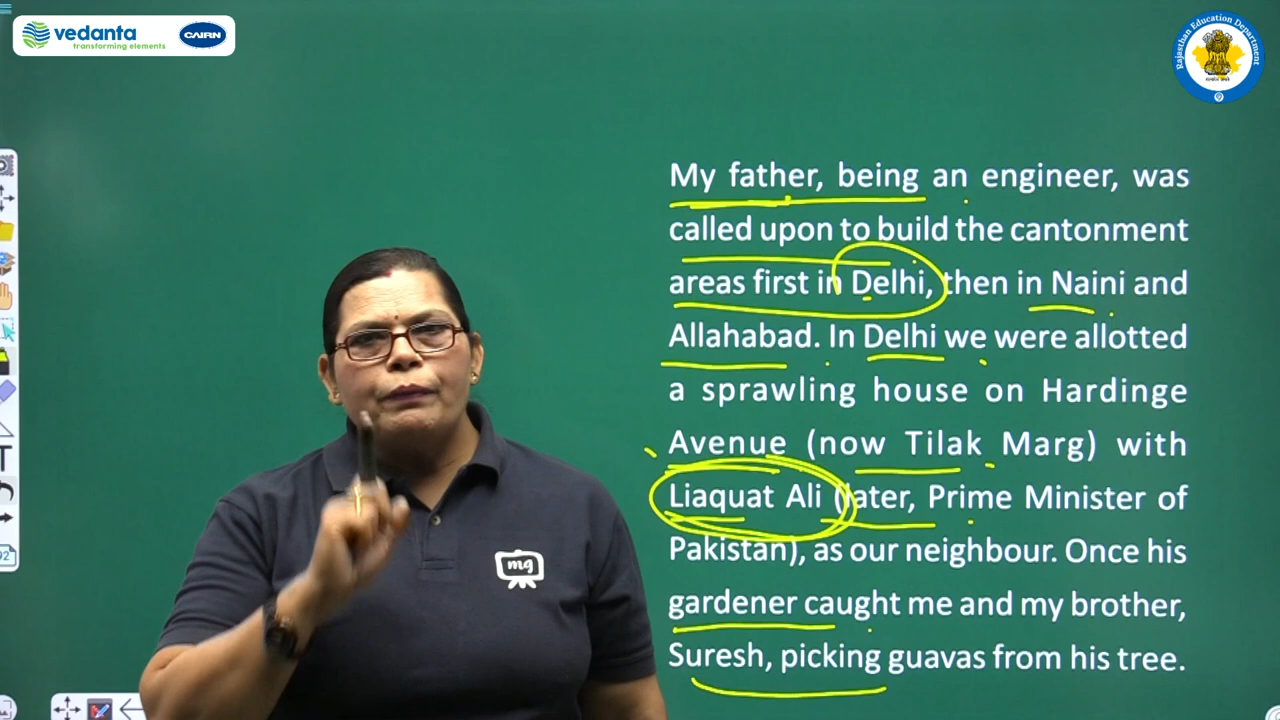 vedanta
transforming elements
CAIRN
Rajasthan Education Department
My father, being an engineer, was
called upon to build the cantonment
areas first in Delhi, then in Naini and
Allahabad. In Delhi we were allotted
a sprawling house on Hardinge
Avenue (now Tilak Marg) with
Liaquat Ali (later, Prime Minister of
Pakistan), as our neighbour. Once his
gardener caught me and my brother,
Suresh, picking guavas from his tree.
mg